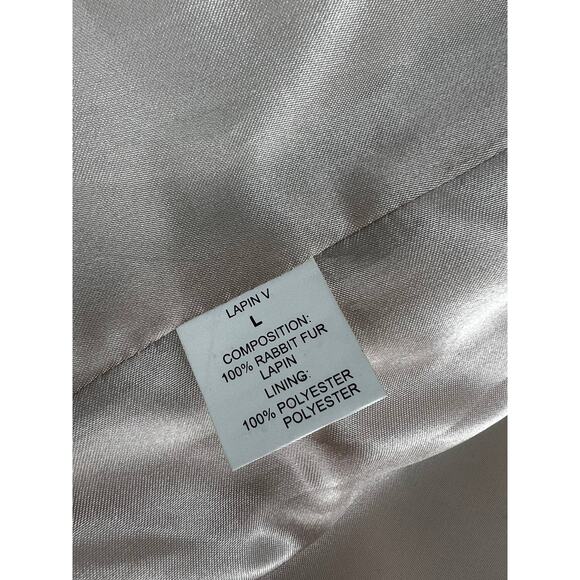 LAPIN V
L
COMPOSITION:
100% RABBIT FUR
LAPIN
LINING:
100% POLYESTER
POLYESTER